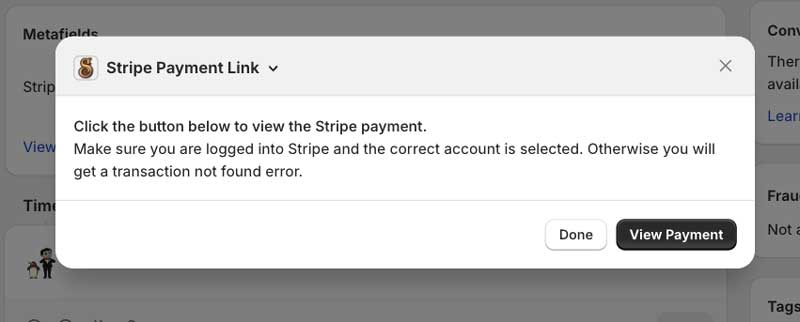 Metafields
Conv
Stripe Payment Link
Ther
Strip
avail
Click the button below to view the Stripe payment.
Make sure you are logged into Stripe and the correct account is selected. Otherwise you will
get a transaction not found error.
Lear
View
Time
Frau
Done
View Payment
Not a
Tags